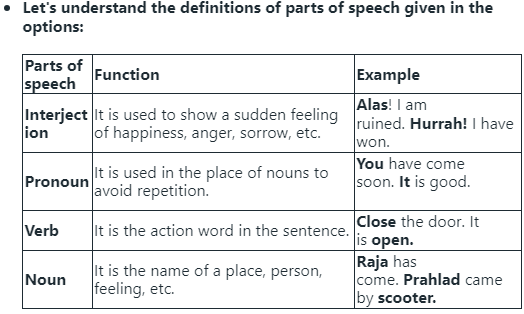 Let's understand the definitions of parts of speech given in the
options:
Parts of
speech
Function
Example
Interject
ion
It is used to show a sudden feeling
of happiness, anger, sorrow, etc.
Alas! I am
ruined. Hurrah! I have
won.
Pronoun
It is used in the place of nouns to
avoid repetition.
You have come
soon. It is good.
Verb
It is the action word in the sentence.
Close the door. It
is open.
Noun
It is the name of a place, person,
feeling, etc.
Raja has
come. Prahlad came
by scooter.